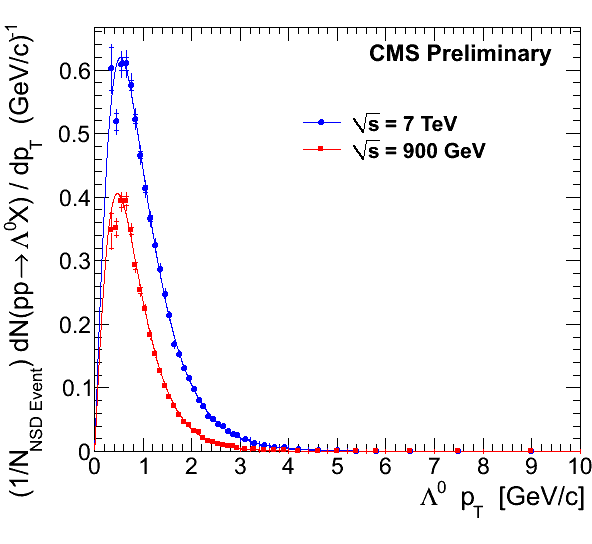 CMS Preliminary
√s = 7 TeV
√s = 900 GeV
(1/N_NSD Event) dN(pp→Λ⁰X) / dp_T (GeV/c)⁻¹
0.6
0.5
0.4
0.3
0.2
0.1
0
0 1 2 3 4 5 6 7 8 9 10
Λ⁰ p_T [GeV/c]